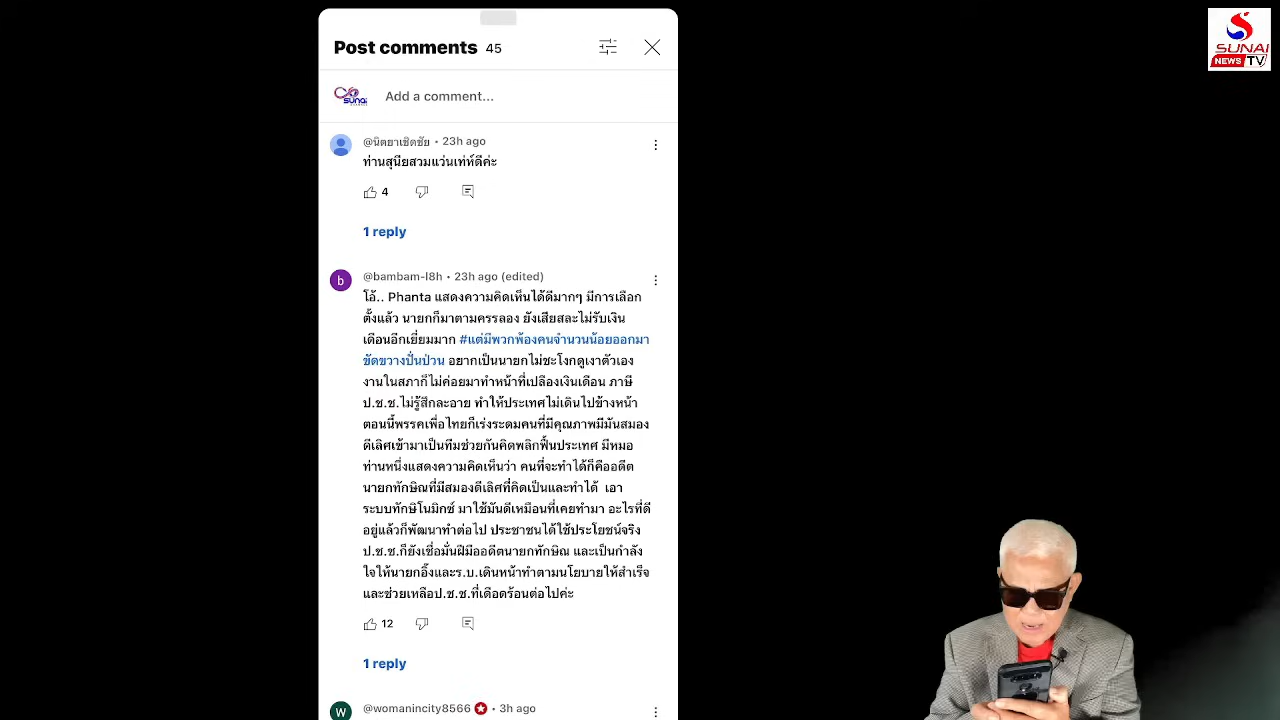 SUNAI
NEWS TV
Post comments 45
SUNAI
Add a comment...
@นิตยาเชิดชัย • 23h ago
ท่านสุนัยสวมแว่นเท่ห์ดีค่ะ
4
1 reply
b
@bambam-l8h • 23h ago (edited)
โอ้.. Phanta แสดงความคิดเห็นได้ดีมากๆ มีการเลือก
ตั้งแล้ว นายกก็มาตามครรลอง ยังเสียสละไม่รับเงิน
เดือนอีกเยี่ยมมาก #แต่มีพวกพ้องคนจำนวนน้อยออกมา
ขัดขวางปั่นป่วน อยากเป็นนายกไม่ชะโงกดูเงาตัวเอง
งานในสภาก็ไม่ค่อยมาทำหน้าที่เปลืองเงินเดือน ภาษี
ป.ช.ช.ไม่รู้สึกละอาย ทำให้ประเทศไม่เดินไปข้างหน้า
ตอนนี้พรรคเพื่อไทยก็เร่งระดมคนที่มีคุณภาพมีมันสมอง
ดีเลิศเข้ามาเป็นทีมช่วยกันคิดพลิกฟื้นประเทศ มีหมอ
ท่านหนึ่งแสดงความคิดเห็นว่า คนที่จะทำได้ก็คืออดีต
นายกทักษิณที่มีสมองดีเลิศที่คิดเป็นและทำได้ เอา
ระบบทักษิโนมิกซ์ มาใช้มันดีเหมือนที่เคยทำมา อะไรที่ดี
อยู่แล้วก็พัฒนาทำต่อไป ประชาชนได้ใช้ประโยชน์จริง
ป.ช.ช.ก็ยังเชื่อมั่นฝีมืออดีตนายกทักษิณ และเป็นกำลัง
ใจให้นายกอิ๊งและร.บ.เดินหน้าทำตามนโยบายให้สำเร็จ
และช่วยเหลือป.ช.ช.ที่เดือดร้อนต่อไปค่ะ
12
1 reply
W
@womanincity8566 • 3h ago